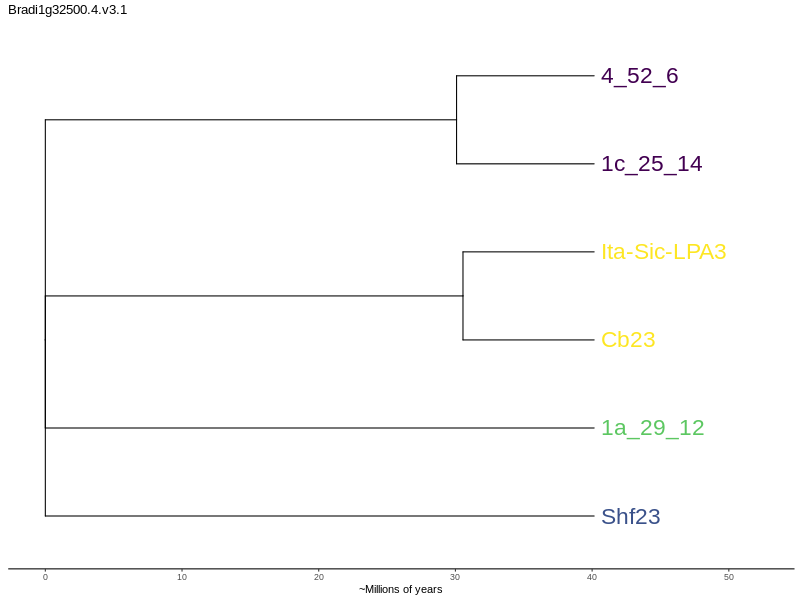 Bradi1g32500.4.v3.1
4_52_6
1c_25_14
Ita-Sic-LPA3
Cb23
1a_29_12
Shf23
0 10 20 30 40 50
~Millions of years